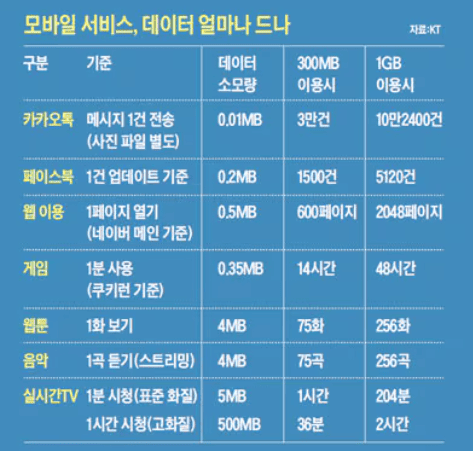 모바일 서비스, 데이터 얼마나 드나
자료:KT
구분 기준 데이터 소모량 300MB 이용시 1GB 이용시
카카오톡 메시지 1건 전송 (사진 파일 별도) 0.01MB 3만건 10만2400건
페이스북 1건 업데이트 기준 0.2MB 1500건 5120건
웹 이용 1페이지 열기 (네이버 메인 기준) 0.5MB 600페이지 2048페이지
게임 1분 사용 (쿠키런 기준) 0.35MB 14시간 48시간
웹툰 1화 보기 4MB 75화 256화
음악 1곡 듣기(스트리밍) 4MB 75곡 256곡
실시간TV 1분 시청(표준 화질) 5MB 1시간 204분
1시간 시청(고화질) 500MB 36분 2시간